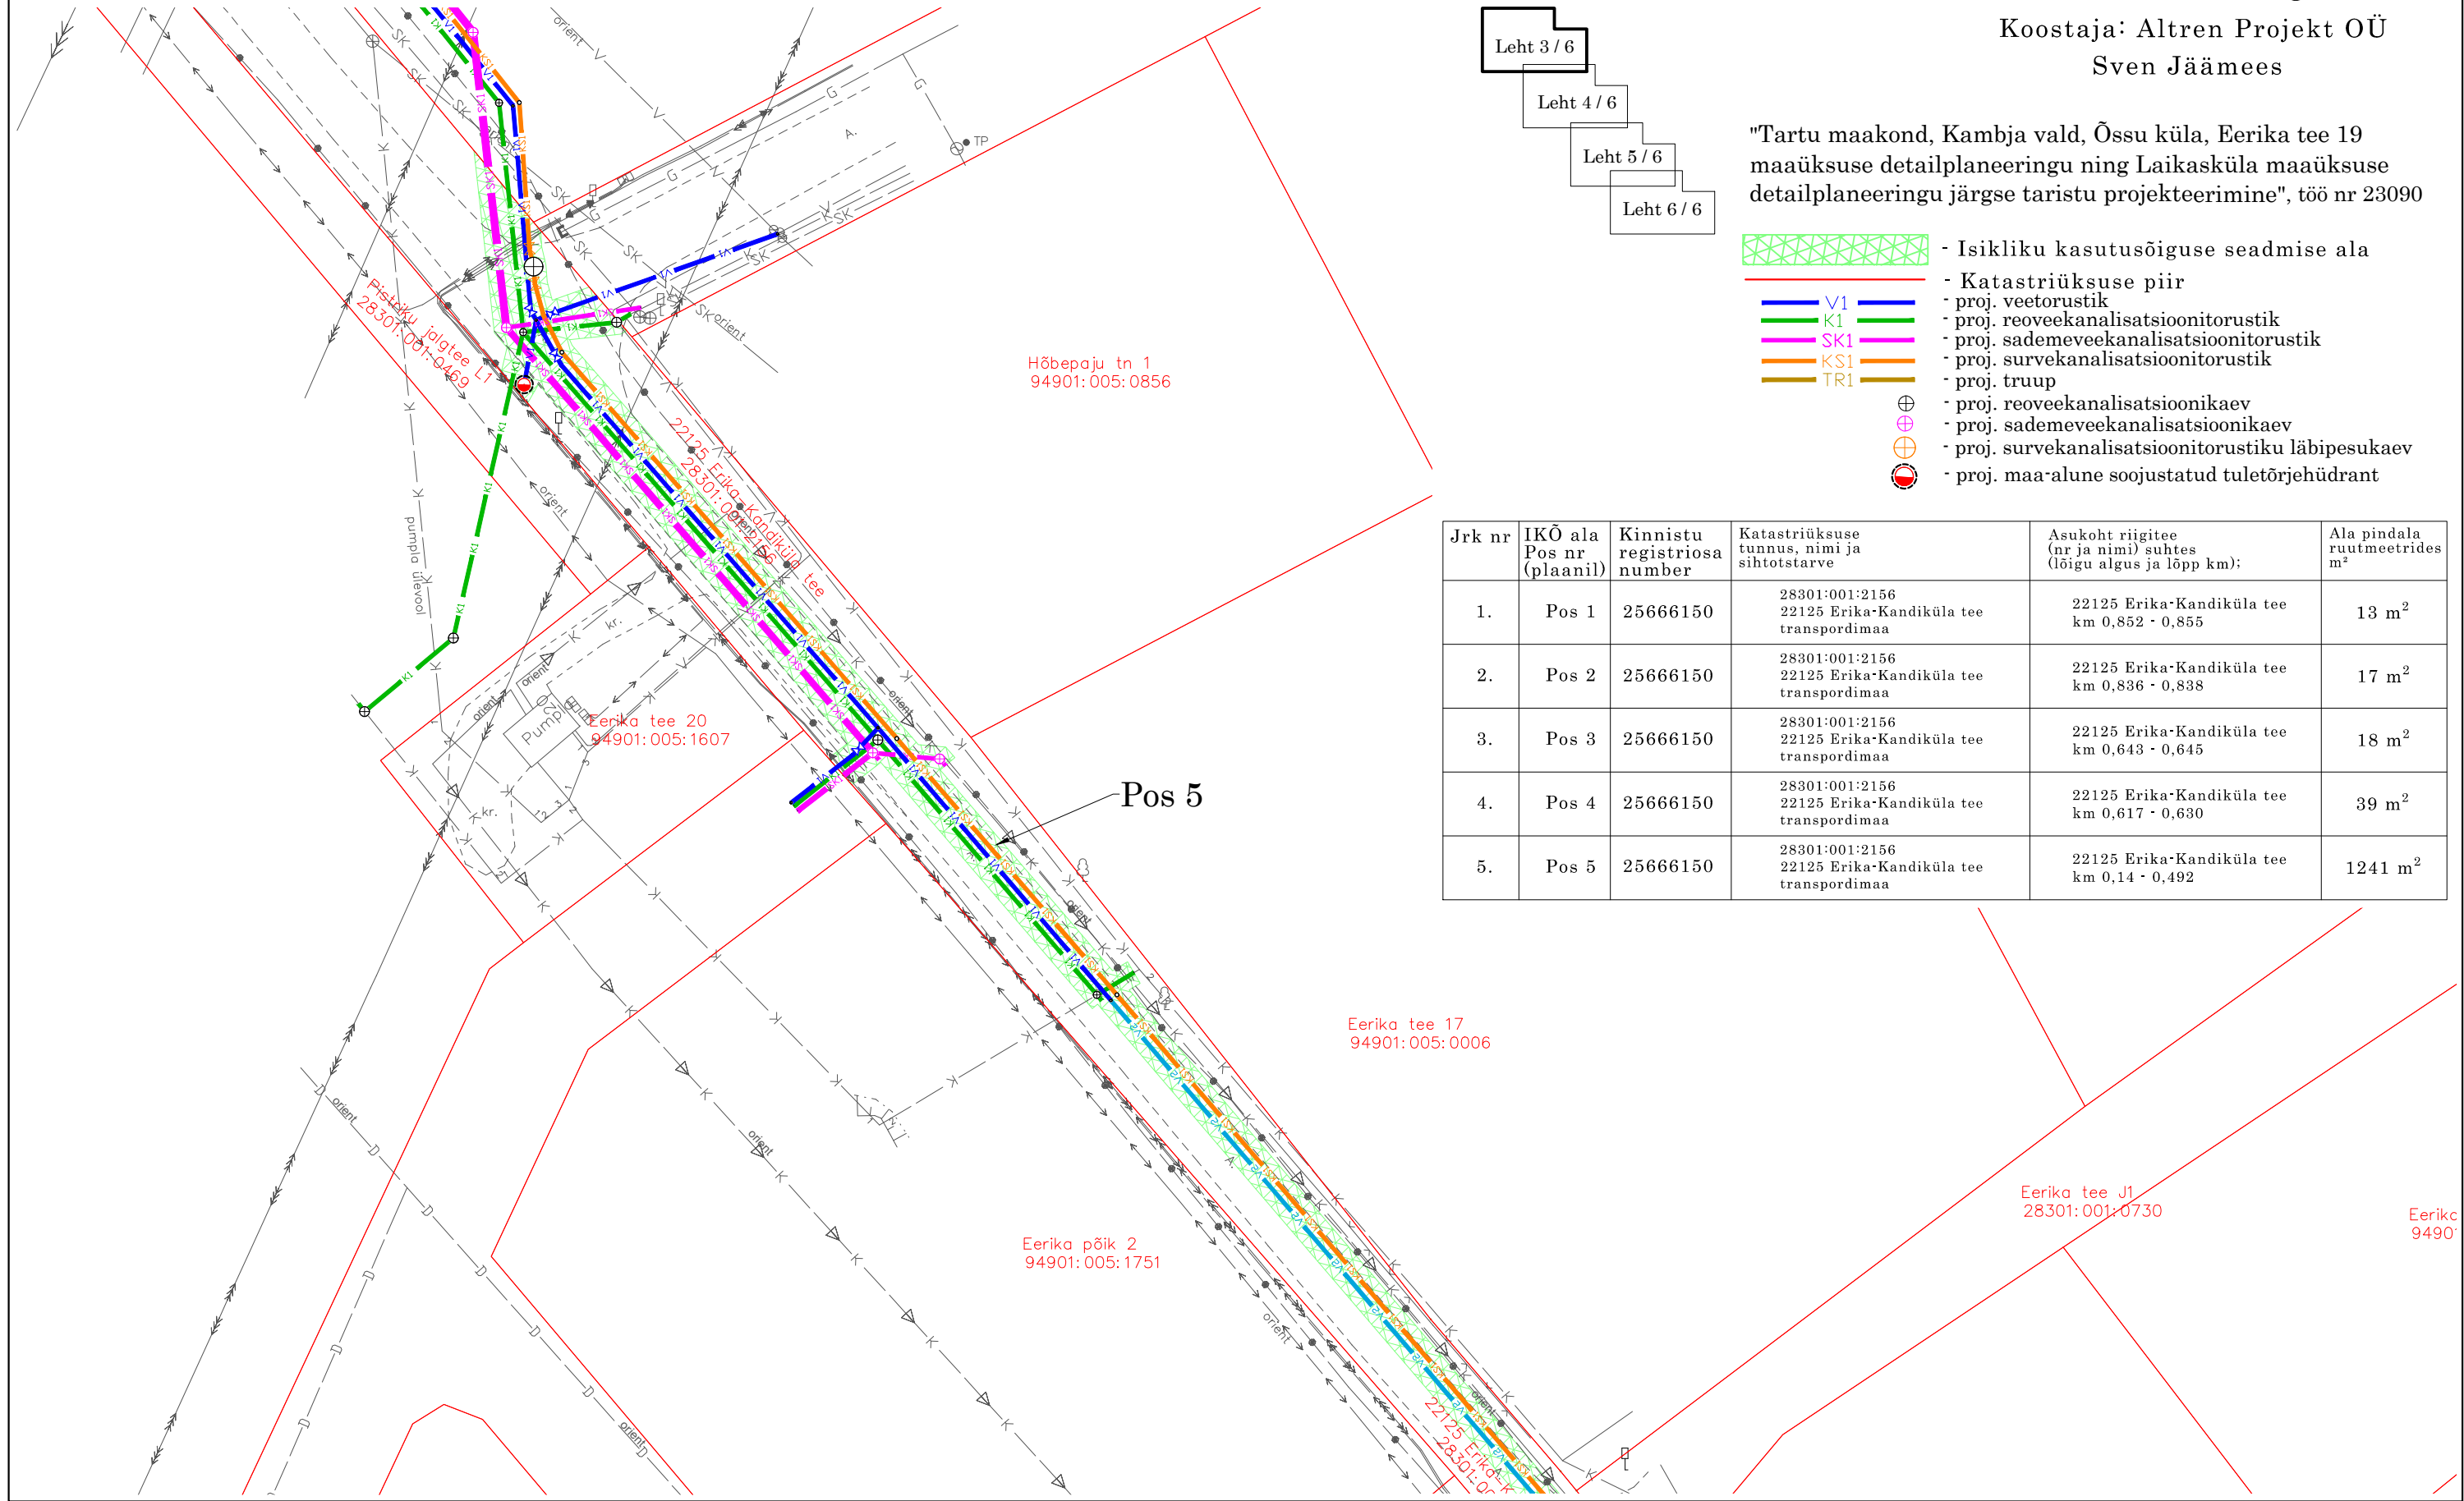 Koostaja: Altren Projekt OÜ
Sven Jäämees
Leht 3 / 6
Leht 4 / 6
Leht 5 / 6
Leht 6 / 6
"Tartu maakond, Kambja vald, Õssu küla, Eerika tee 19
maaüksuse detailplaneeringu ning Laikasküla maaüksuse
detailplaneeringu järgse taristu projekteerimine", töö nr 23090
- Isikliku kasutusõiguse seadmise ala
- Katastriüksuse piir
V1 - proj. veetorustik
K1 - proj. reoveekanalisatsioonitorustik
SK1 - proj. sademeveekanalisatsioonitorustik
KS1 - proj. survekanalisatsioonitorustik
TR1 - proj. truup
- proj. reoveekanalisatsioonikaev
- proj. sademeveekanalisatsioonikaev
- proj. survekanalisatsioonitorustiku läbipesukaev
- proj. maa-alune soojustatud tuletõrjehüdrant
Jrk nr
IKÕ ala
Pos nr
(plaanil)
Kinnistu
registriosa
number
Katastriüksuse
tunnus, nimi ja
sihtotstarve
Asukoht riigitee
(nr ja nimi) suhtes
(lõigu algus ja lõpp km);
Ala pindala
ruutmeetrides
m²
1. Pos 1 25666150
28301:001:2156
22125 Erika-Kandiküla tee
transpordimaa
22125 Erika-Kandiküla tee
km 0,852 - 0,855
13 m²
2. Pos 2 25666150
28301:001:2156
22125 Erika-Kandiküla tee
transpordimaa
22125 Erika-Kandiküla tee
km 0,836 - 0,838
17 m²
3. Pos 3 25666150
28301:001:2156
22125 Erika-Kandiküla tee
transpordimaa
22125 Erika-Kandiküla tee
km 0,643 - 0,645
18 m²
4. Pos 4 25666150
28301:001:2156
22125 Erika-Kandiküla tee
transpordimaa
22125 Erika-Kandiküla tee
km 0,617 - 0,630
39 m²
5. Pos 5 25666150
28301:001:2156
22125 Erika-Kandiküla tee
transpordimaa
22125 Erika-Kandiküla tee
km 0,14 - 0,492
1241 m²
TP
Pistriku jalgtee L1
28301:001:0469
Hõbepaju tn 1
94901:005:0856
22125 Erika-Kandiküla tee
28301:001:2156
pumpla ülevool
Eerika tee 20
94901:005:1607
Pos 5
Eerika tee 17
94901:005:0006
Eerika põik 2
94901:005:1751
Eerika tee J1
28301:001:0730
22125 Erika-K
orient
orient
orient
orient
orient
kr.
kr.